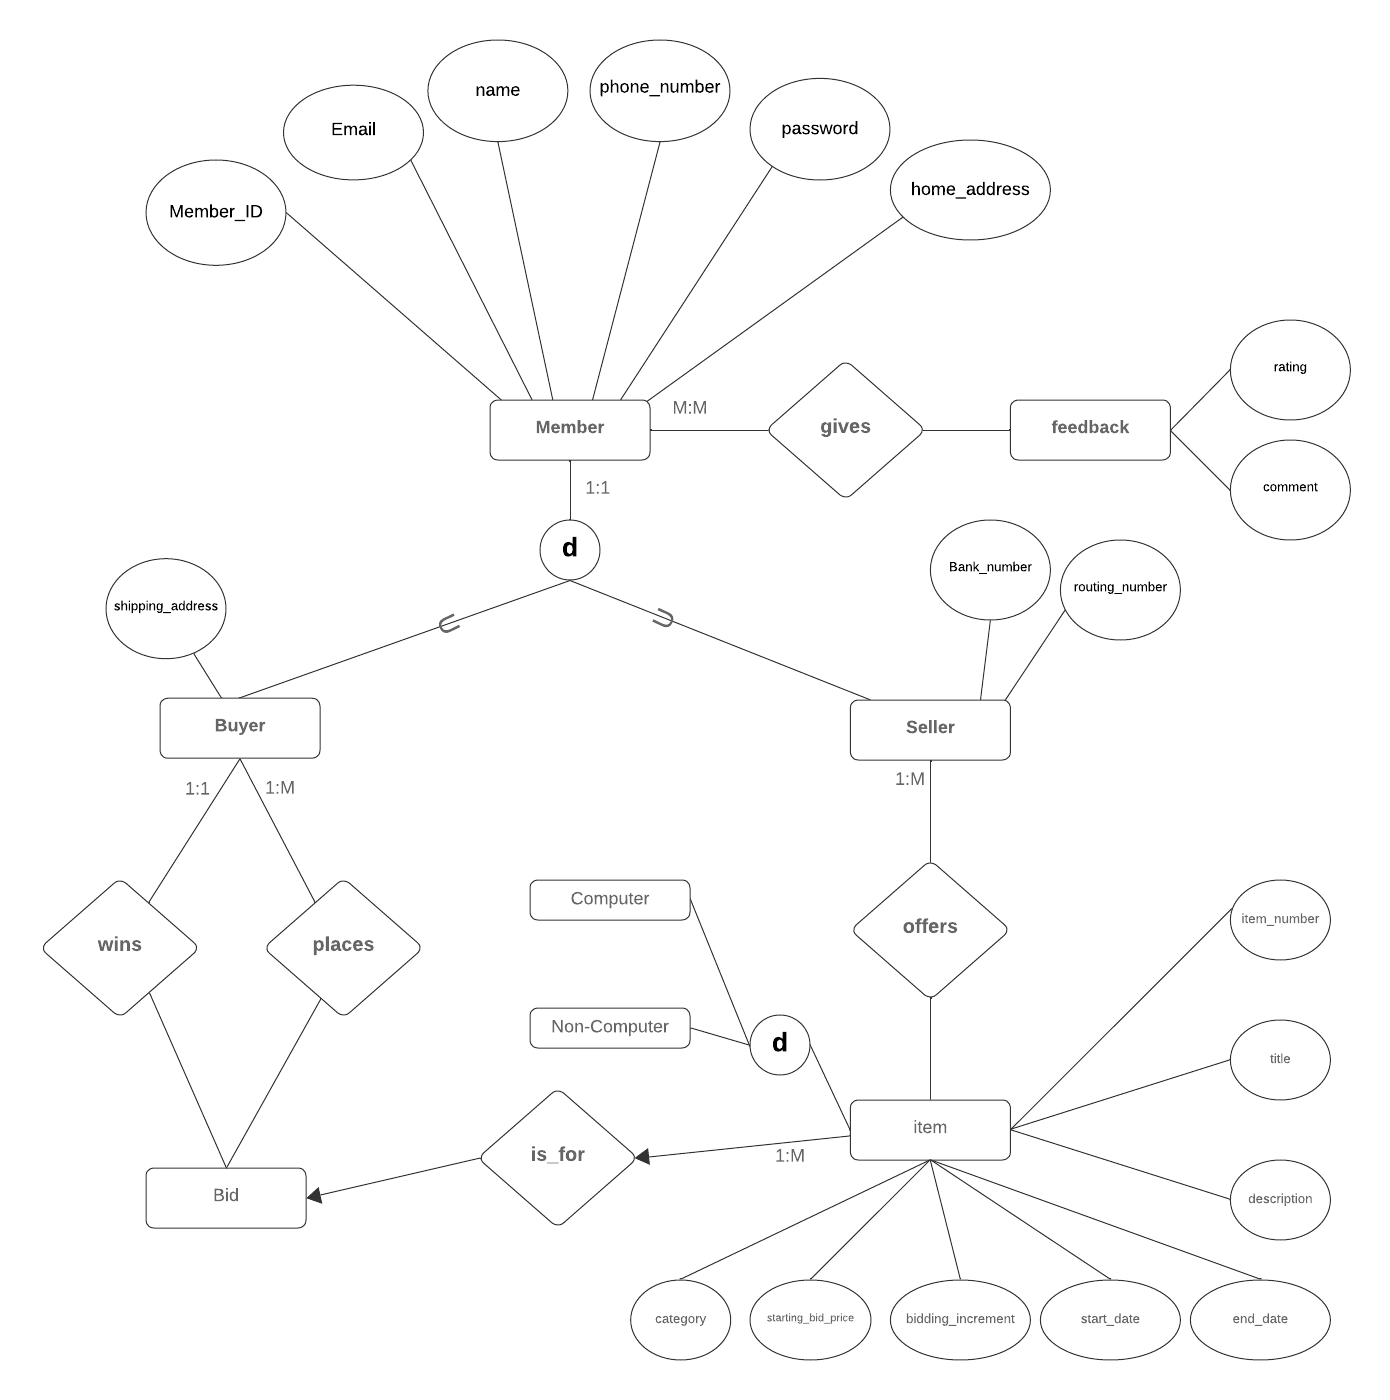 name
phone_number
Email
password
home_address
Member_ID
rating
M:M
Member
gives
feedback
comment
1:1
d
Bank_number
routing_number
shipping_address
Buyer
Seller
1:1
1:M
1:M
Computer
item_number
offers
wins
places
Non-Computer
d
title
item
is_for
1:M
Bid
description
category
starting_bid_price
bidding_increment
start_date
end_date